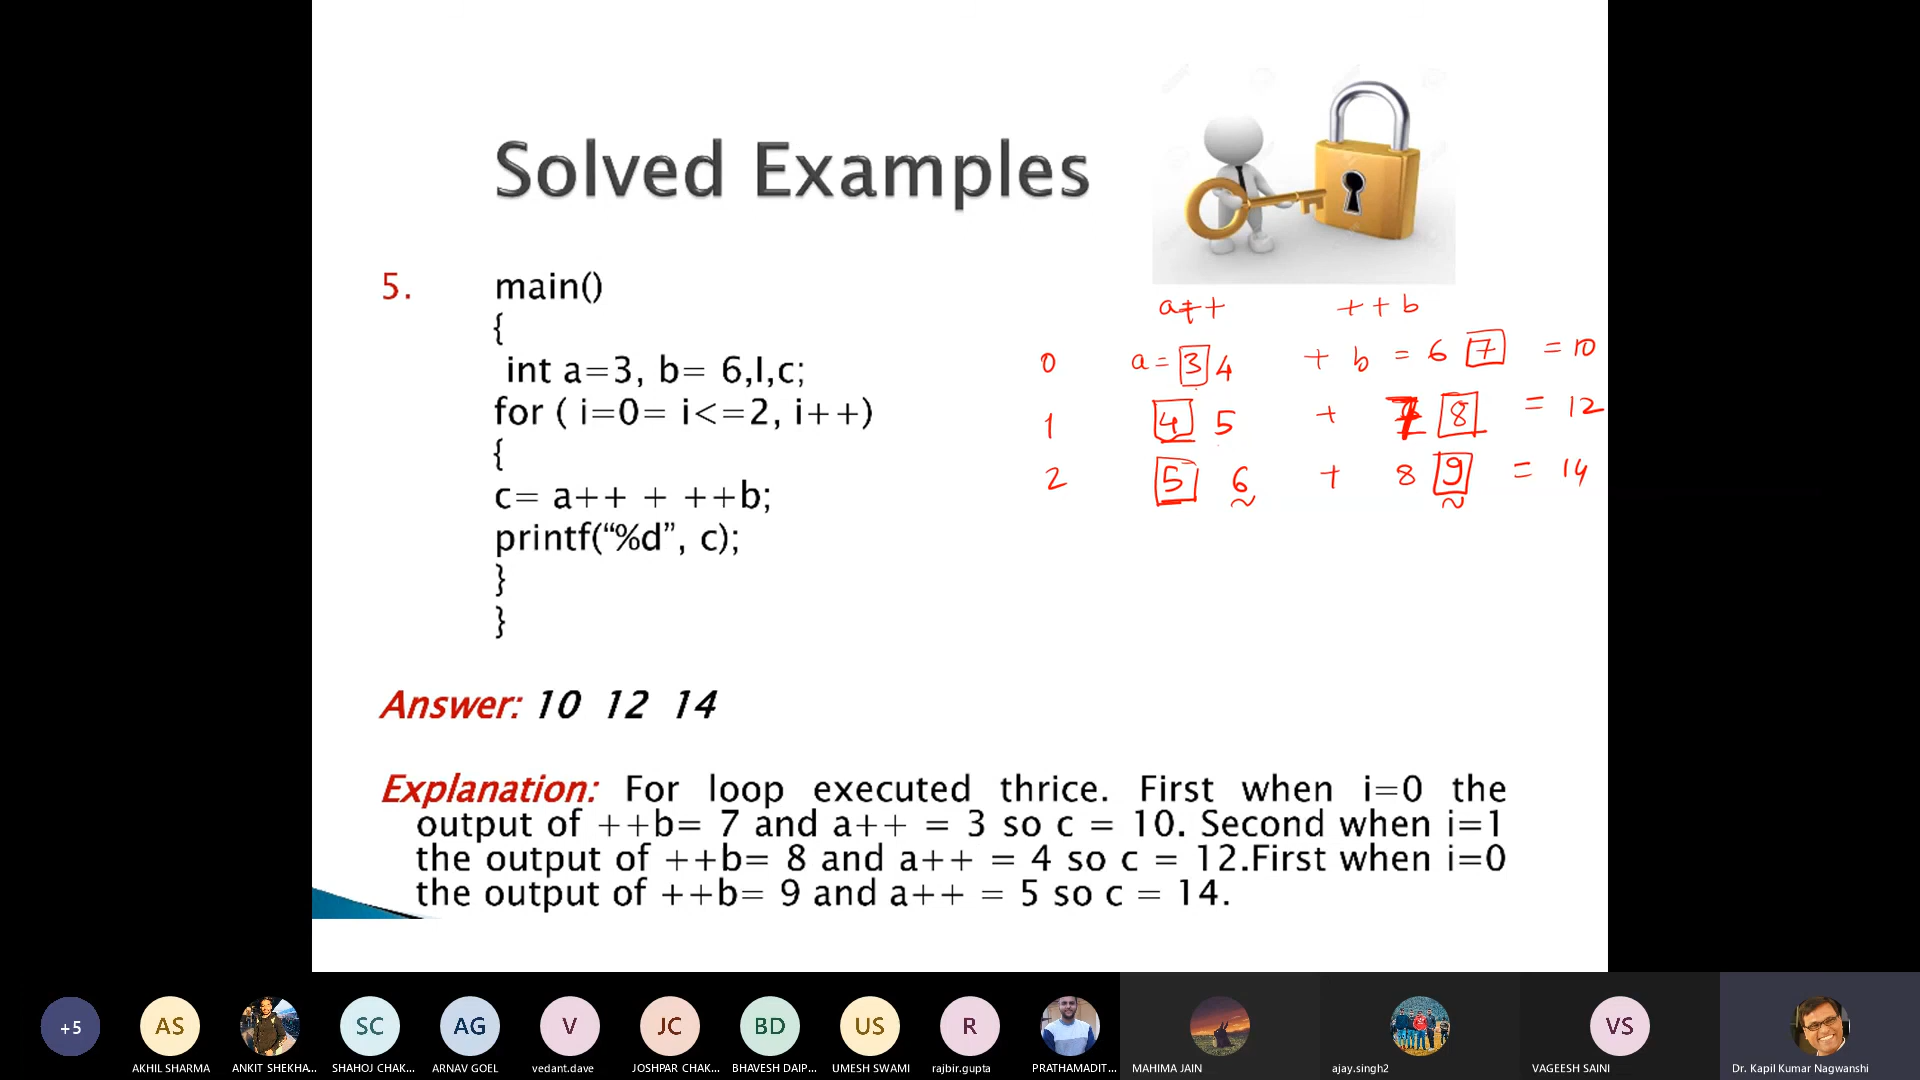 Solved Examples
5. main()
{
int a=3, b= 6,I,c;
for ( i=0= i<=2, i++)
{
c= a++ + ++b;
printf(“%d”, c);
}
}
a++ ++b
0 a = 3 4 + b = 6 7 = 10
1 4 5 + 7 8 = 12
2 5 6 + 8 9 = 14
Answer: 10 12 14
Explanation: For loop executed thrice. First when i=0 the
output of ++b= 7 and a++ = 3 so c = 10. Second when i=1
the output of ++b= 8 and a++ = 4 so c = 12.First when i=0
the output of ++b= 9 and a++ = 5 so c = 14.
+5 AS SC AG V JC BD US R VS
AKHIL SHARMA ANKIT SHEKHA... SHAHOJ CHAK... ARNAV GOEL vedant.dave JOSHPAR CHAK... BHAVESH DAIP... UMESH SWAMI rajbir.gupta PRATHAMADIT... MAHIMA JAIN ajay.singh2 VAGEESH SAINI Dr. Kapil Kumar Nagwanshi